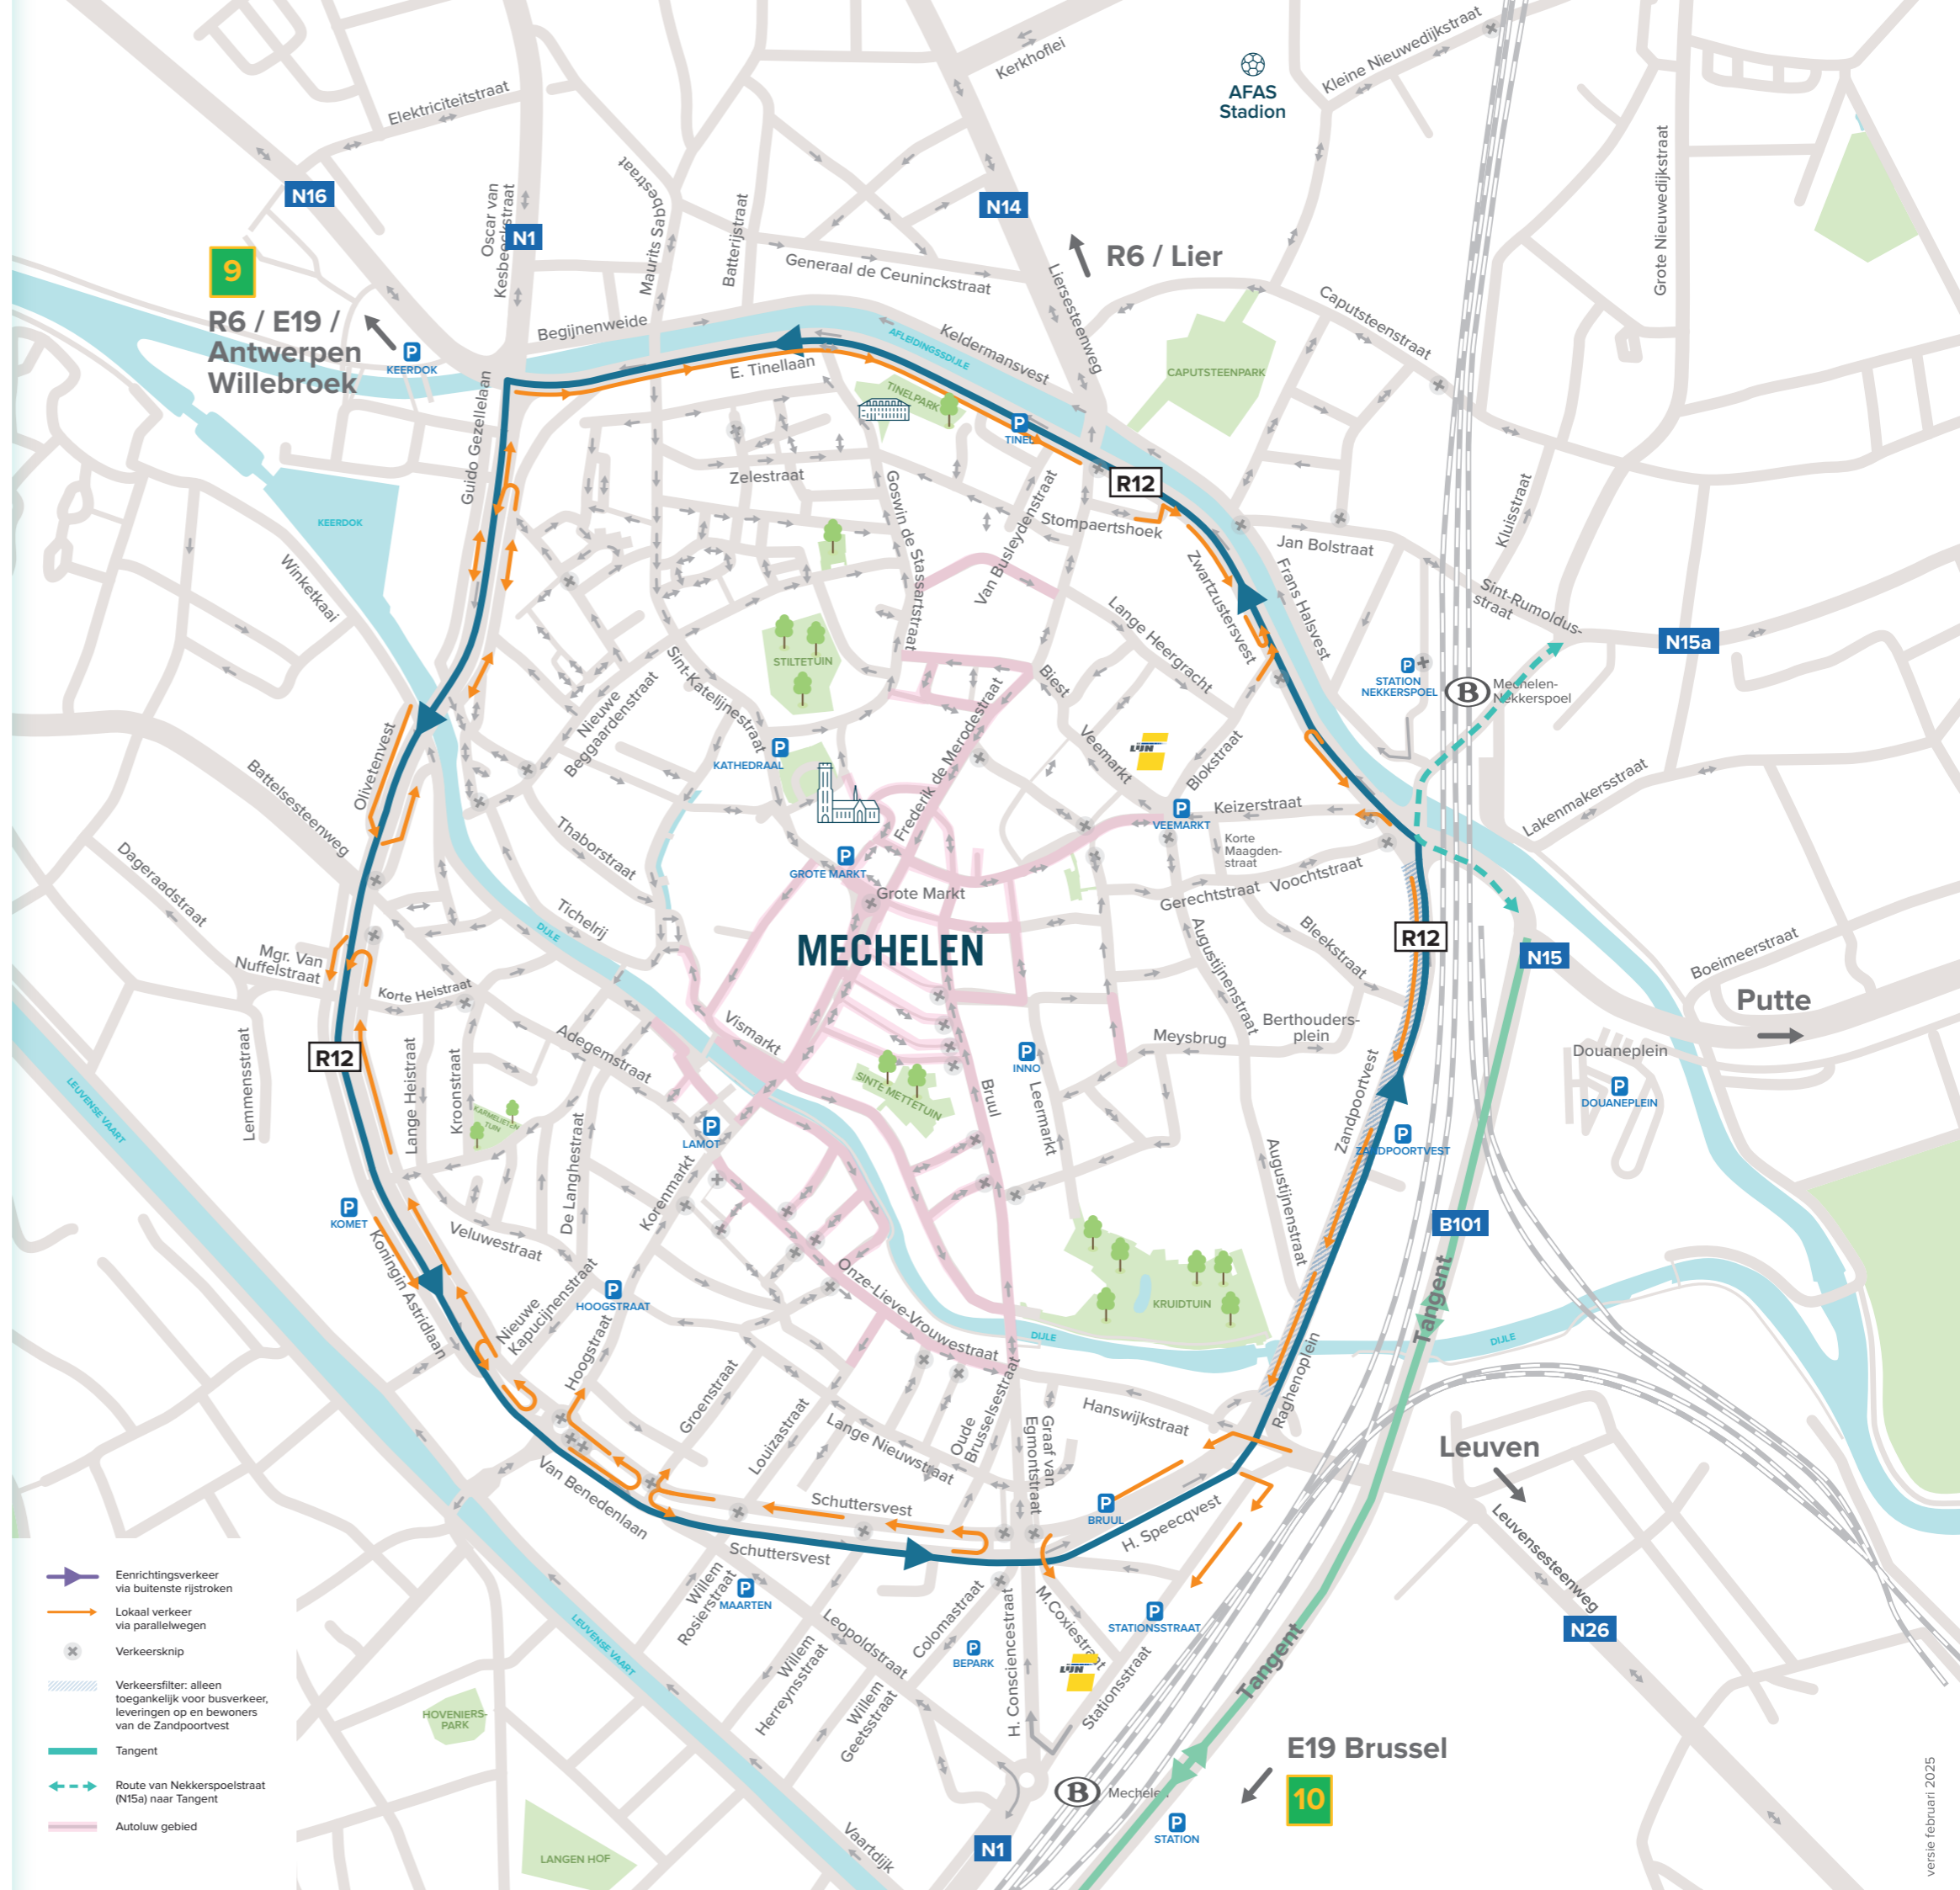 Elektriciteitstraat
Kerkhoflei
AFAS
Stadion
Kleine Nieuwedijkstraat
N16
Oscar van
Kesbeeckstraat
N1
Maurits Sabbestraat
Batterijstraat
N14
Grote Nieuwedijkstraat
9
R6 / E19 /
Antwerpen
Willebroek
P
KEERDOK
Generaal de Ceuninckstraat
R6 / Lier
Liersesteenweg
Caputsteenstraat
Begijnenweide
AFLEIDINGSDIJLE
Keldermansvest
CAPUTSTEENPARK
E. Tinellaan
TINELPARK
P
TINEL
Guido Gezellelaan
Zelestraat
R12
KEERDOK
Goswin de Stassartstraat
Van Busleydenstraat
Stompaertshoek
Jan Bolstraat
Kluisstraat
Winketkaai
Zwartzustersvest
Frans Halsvest
Sint-Rumoldus-
straat
Lange Heergracht
N15a
STILTETUIN
Sint-Katelijnestraat
Nieuwe
Beggaardenstraat
Biest
P
STATION
NEKKERSPOEL
B
Mechelen-
Nekkerspoel
Frederik de Merodestraat
Veemarkt
LIJN
Blokstraat
P
KATHEDRAAL
Olivetenvest
Battelsesteenweg
P
VEEMARKT
Keizerstraat
Lakenmakersstraat
Thaborstraat
P
GROTE MARKT
Korte
Maagden-
straat
Dageraadstraat
Grote Markt
Gerechtstraat
Voochtstraat
Tichelrij
DIJLE
MECHELEN
Augustijnenstraat
Bleekstraat
R12
N15
Mgr. Van
Nuffelstraat
Korte Heistraat
Boeimeerstraat
Putte
Vismarkt
Adegemstraat
Meysbrug
Berthouders-
plein
R12
P
INNO
Douaneplein
P
DOUANEPLEIN
Lemmensstraat
Lange Heistraat
Kroonstraat
SINTE METTETUIN
Bruul
Leermarkt
Zandpoortvest
LEUVENSE VAART
KARMELIETEN
TUIN
P
LAMOT
P
ZANDPOORTVEST
De Langhestraat
Korenmarkt
Augustijnenstraat
P
KOMET
Veluwestraat
B101
Koningin Astridlaan
P
HOOGSTRAAT
Onze-Lieve-Vrouwestraat
KRUIDTUIN
Tangent
Nieuwe
Kapucijnenstraat
DIJLE
DIJLE
Hoogstraat
Groenstraat
Louizastraat
Lange Nieuwstraat
Oude
Brusselsestraat
Graaf van
Egmontstraat
Hanswijkstraat
Raghenoplein
Leuven
Van Benedenlaan
Schuttersvest
P
BRUUL
H. Speecqvest
Leuvensesteenweg
Schuttersvest
Willem
Rosierstraat
P
MAARTEN
Leopoldstraat
Colomastraat
H. Consciencestraat
M.Coxiestraat
P
STATIONSSTRAAT
N26
LEUVENSE VAART
Willem
Herreynsstraat
Willem
Geetsstraat
P
BEPARK
LIJN
Stationsstraat
Tangent
HOVENIERS-
PARK
E19 Brussel
10
B
Mechelen
P
STATION
N1
Vaartdijk
LANGEN HOF
Eenrichtingsverkeer
via buitenste rijstroken
Lokaal verkeer
via parallelwegen
Verkeersknip
Verkeersfilter: alleen
toegankelijk voor busverkeer,
leveringen op en bewoners
van de Zandpoortvest
Tangent
Route van Nekkerspoelstraat
(N15a) naar Tangent
Autoluw gebied
versie februari 2025